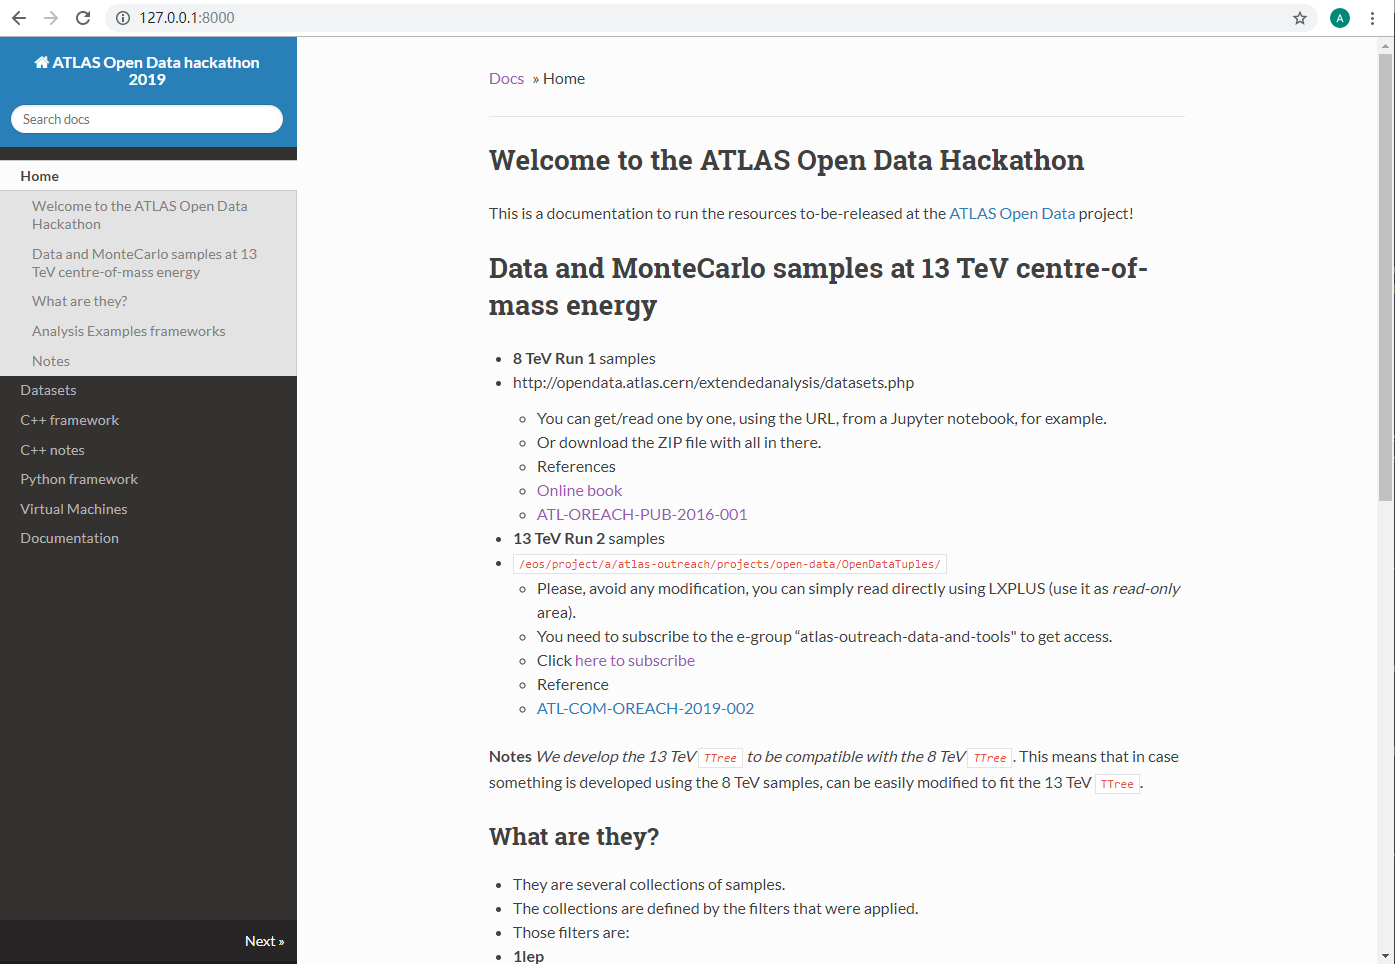 127.0.0.1:8000
A
ATLAS Open Data hackathon
2019
Search docs
Home
Welcome to the ATLAS Open Data
Hackathon
Data and MonteCarlo samples at 13
TeV centre-of-mass energy
What are they?
Analysis Examples frameworks
Notes
Datasets
C++ framework
C++ notes
Python framework
Virtual Machines
Documentation
Next »
Docs » Home
Welcome to the ATLAS Open Data Hackathon
This is a documentation to run the resources to-be-released at the ATLAS Open Data project!
Data and MonteCarlo samples at 13 TeV centre-of-
mass energy
• 8 TeV Run 1 samples
• http://opendata.atlas.cern/extendedanalysis/datasets.php
◦ You can get/read one by one, using the URL, from a Jupyter notebook, for example.
◦ Or download the ZIP file with all in there.
◦ References
◦ Online book
◦ ATL-OREACH-PUB-2016-001
• 13 TeV Run 2 samples
• /eos/project/a/atlas-outreach/projects/open-data/OpenDataTuples/
◦ Please, avoid any modification, you can simply read directly using LXPLUS (use it as read-only
area).
◦ You need to subscribe to the e-group “atlas-outreach-data-and-tools" to get access.
◦ Click here to subscribe
◦ Reference
◦ ATL-COM-OREACH-2019-002
Notes We develop the 13 TeV TTree to be compatible with the 8 TeV TTree. This means that in case
something is developed using the 8 TeV samples, can be easily modified to fit the 13 TeV TTree.
What are they?
• They are several collections of samples.
• The collections are defined by the filters that were applied.
• Those filters are:
• 1lep